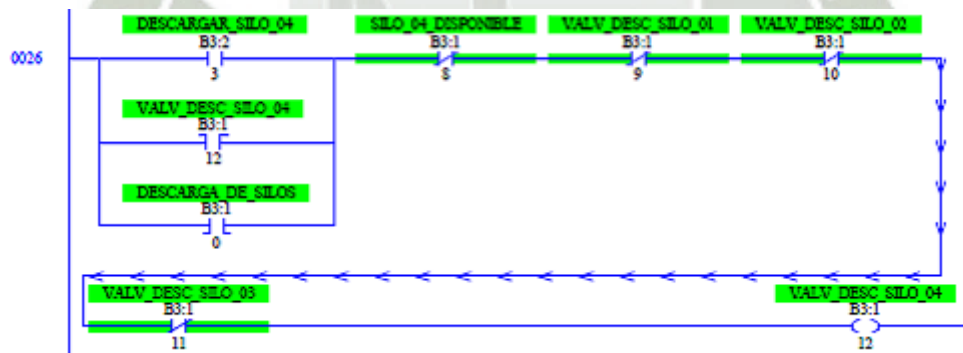 DESCARGAR_SILO_04 SILO_04_DISPONIBLE VALV_DESC_SILO_01 VALV_DESC_SILO_02
B3:2 B3:1 B3:1 B3:1
0026
3 8 9 10
VALV_DESC_SILO_04
B3:1
12
DESCARGA_DE_SILOS
B3:1
0
VALV_DESC_SILO_03 VALV_DESC_SILO_04
B3:1 B3:1
11 12